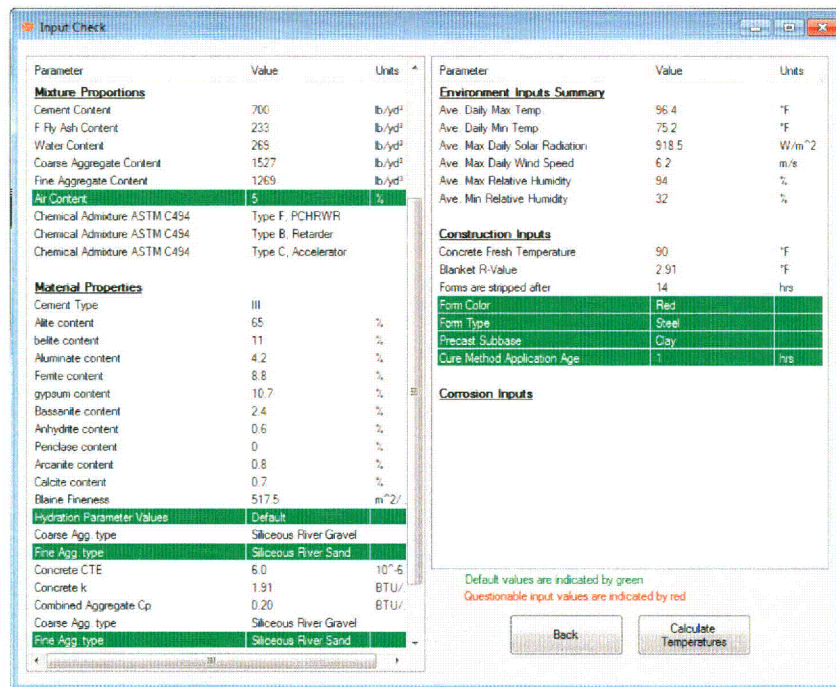 Input Check
Parameter Value Units
Mixture Proportions
Cement Content 700 lb/yd³
F Fly Ash Content 233 lb/yd³
Water Content 269 lb/yd³
Coarse Aggregate Content 1527 lb/yd³
Fine Aggregate Content 1269 lb/yd³
Air Content 5 %
Chemical Admixture ASTM C494 Type F, PCHRWR
Chemical Admixture ASTM C494 Type B, Retarder
Chemical Admixture ASTM C494 Type C, Accelerator
Material Properties
Cement Type III
Alite content 65 %
belite content 11 %
Aluminate content 4.2 %
Ferrite content 8.8 %
gypsum content 10.7 %
Bassanite content 2.4 %
Anhydrite content 0.6 %
Periclase content 0 %
Arcanite content 0.8 %
Calcite content 0.7 %
Blaine Fineness 517.5 m^2/
Hydration Parameter Values Default
Coarse Agg. type Siliceous River Gravel
Fine Agg. type Siliceous River Sand
Concrete CTE 6.0 10^-6
Concrete k 1.91 BTU/
Combined Aggregate Cp 0.20 BTU/
Coarse Agg. type Siliceous River Gravel
Fine Agg. type Siliceous River Sand
Parameter Value Units
Environment Inputs Summary
Ave. Daily Max Temp 96.4 °F
Ave. Daily Min Temp 75.2 °F
Ave. Max Daily Solar Radiation 918.5 W/m^2
Ave. Max Daily Wind Speed 6.2 m/s
Ave. Max Relative Humidity 94 %
Ave. Min Relative Humidity 32 %
Construction Inputs
Concrete Fresh Temperature 90 °F
Blanket R-Value 2.91 °F
Forms are stripped after 14 hrs
Form Color Red
Form Type Steel
Precast Subbase Clay
Cure Method Application Age 1 hrs
Corrosion Inputs
Default values are indicated by green
Questionable input values are indicated by red
Back
Calculate
Temperatures